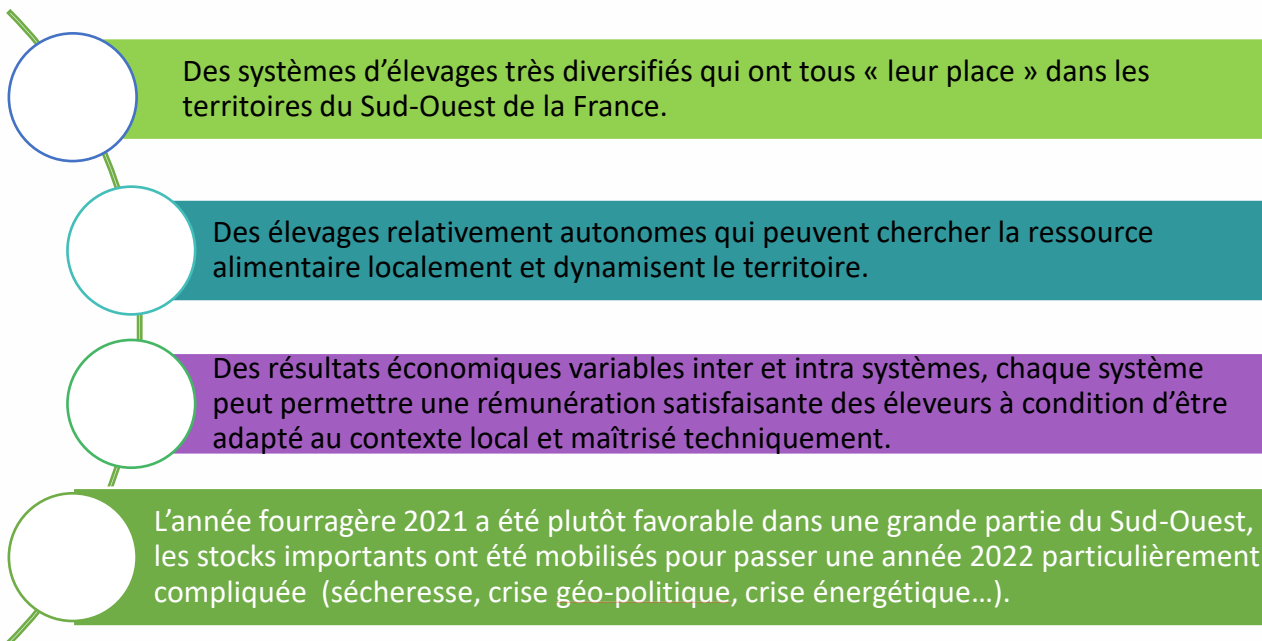 Des systèmes d’élevages très diversifiés qui ont tous « leur place » dans les
territoires du Sud-Ouest de la France.
Des élevages relativement autonomes qui peuvent chercher la ressource
alimentaire localement et dynamisent le territoire.
Des résultats économiques variables inter et intra systèmes, chaque système
peut permettre une rémunération satisfaisante des éleveurs à condition d’être
adapté au contexte local et maîtrisé techniquement.
L’année fourragère 2021 a été plutôt favorable dans une grande partie du Sud-Ouest,
les stocks importants ont été mobilisés pour passer une année 2022 particulièrement
compliquée (sécheresse, crise géo-politique, crise énergétique…).